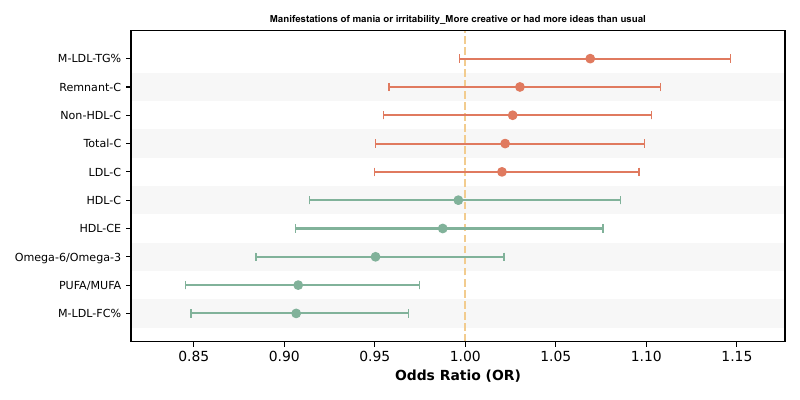 Manifestations of mania or irritability_More creative or had more ideas than usual
M-LDL-TG%
Remnant-C
Non-HDL-C
Total-C
LDL-C
HDL-C
HDL-CE
Omega-6/Omega-3
PUFA/MUFA
M-LDL-FC%
0.85 0.90 0.95 1.00 1.05 1.10 1.15
Odds Ratio (OR)